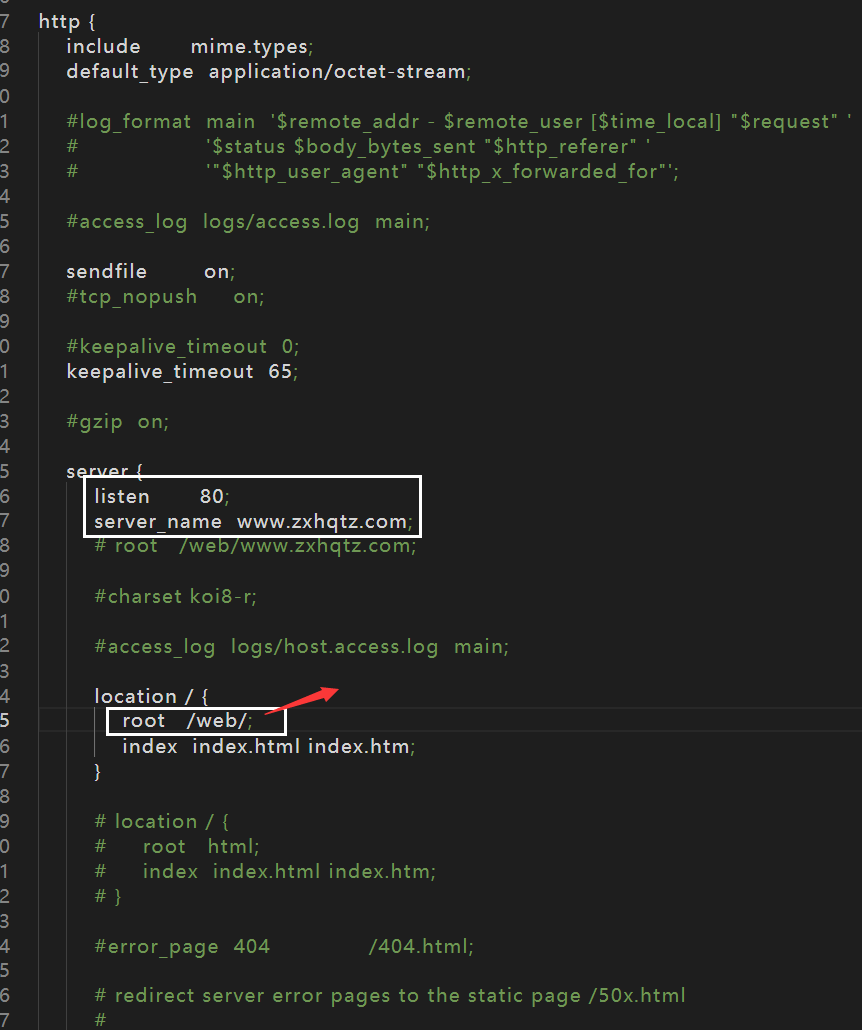 7 http {
8 include mime.types;
9 default_type application/octet-stream;
0
1 #log_format main '$remote_addr - $remote_user [$time_local] "$request" '
2 # '$status $body_bytes_sent "$http_referer" '
3 # '"$http_user_agent" "$http_x_forwarded_for"';
4
5 #access_log logs/access.log main;
6
7 sendfile on;
8 #tcp_nopush on;
9
0 #keepalive_timeout 0;
1 keepalive_timeout 65;
2
3 #gzip on;
4
5 server {
6 listen 80;
7 server_name www.zxhqtz.com;
8 # root /web/www.zxhqtz.com;
9
0 #charset koi8-r;
1
2 #access_log logs/host.access.log main;
3
4 location / {
5 root /web/;
6 index index.html index.htm;
7 }
8
9 # location / {
0 # root html;
1 # index index.html index.htm;
2 # }
3
4 #error_page 404 /404.html;
5
6 # redirect server error pages to the static page /50x.html
7 #